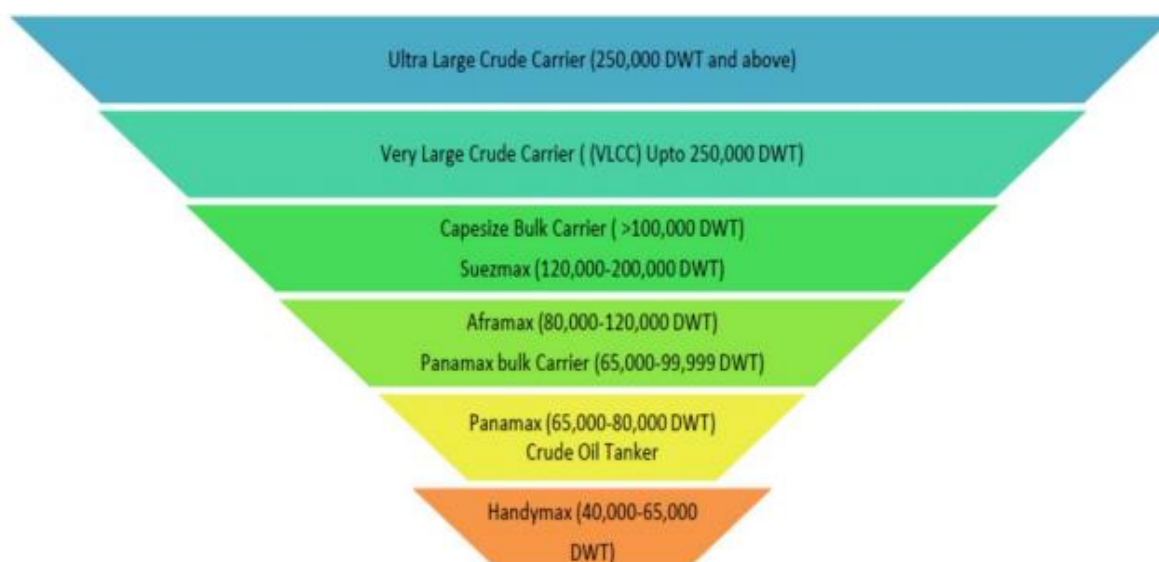 Ultra Large Crude Carrier (250,000 DWT and above)
Very Large Crude Carrier ( (VLCC) Upto 250,000 DWT)
Capesize Bulk Carrier ( >100,000 DWT)
Suezmax (120,000-200,000 DWT)
Aframax (80,000-120,000 DWT)
Panamax bulk Carrier (65,000-99,999 DWT)
Panamax (65,000-80,000 DWT)
Crude Oil Tanker
Handymax (40,000-65,000
DWT)